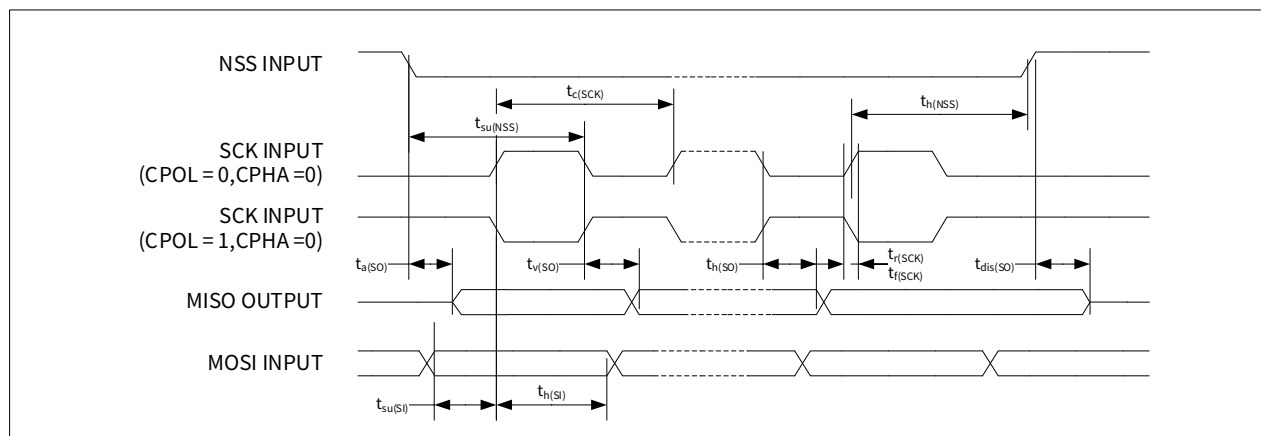 NSS INPUT
t_c(SCK)
t_h(NSS)
t_su(NSS)
SCK INPUT
(CPOL = 0,CPHA =0)
SCK INPUT
(CPOL = 1,CPHA =0)
t_a(SO)
t_v(SO)
t_h(SO)
t_r(SCK)
t_f(SCK)
t_dis(SO)
MISO OUTPUT
MOSI INPUT
t_su(SI)
t_h(SI)